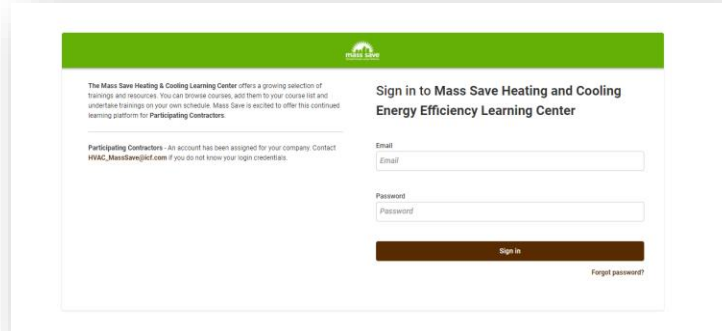 mass save
The Mass Save Heating & Cooling Learning Center offers a growing selection of
trainings and resources. You can browse courses, add them to your course list and
undertake trainings on your own schedule. Mass Save is excited to offer this continued
learning platform for Participating Contractors.
Participating Contractors - An account has been assigned for your company. Contact
HVAC_MassSave@icf.com if you do not know your login credentials.
Sign in to Mass Save Heating and Cooling
Energy Efficiency Learning Center
Email
Email
Password
Password
Sign in
Forgot password?